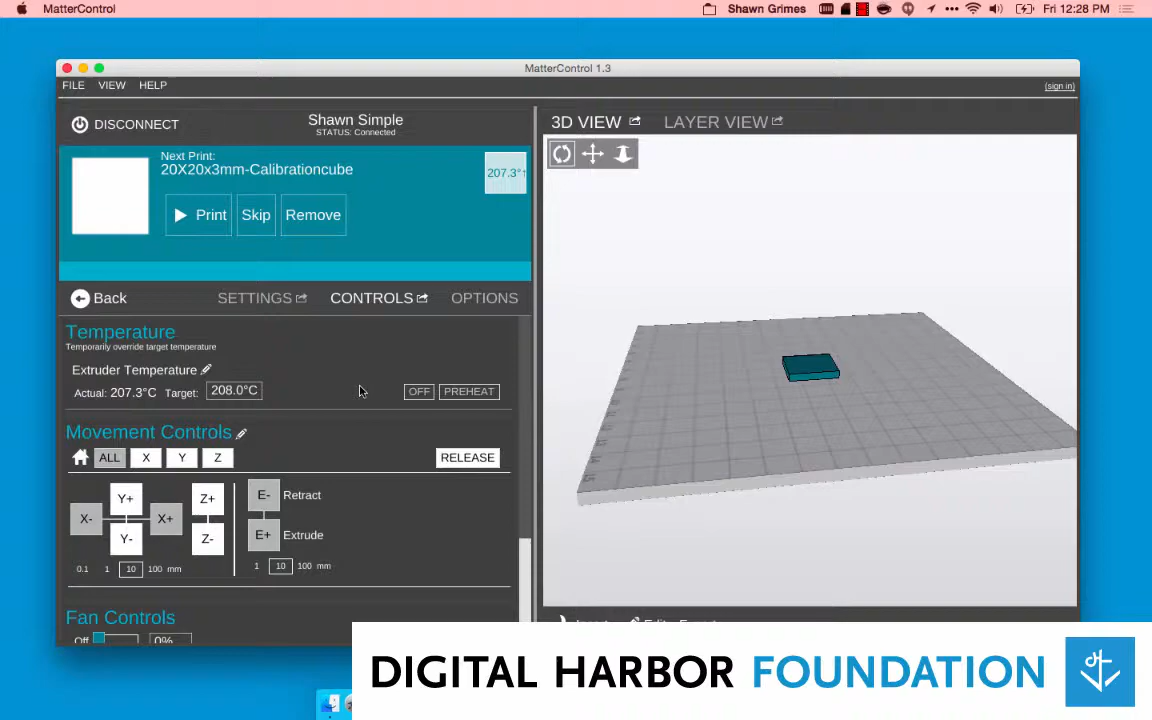 MatterControl
Shawn Grimes
Fri 12:28 PM
MatterControl 1.3
FILE VIEW HELP
(sign in)
DISCONNECT
Shawn Simple
STATUS: Connected
Next Print:
20X20x3mm-Calibrationcube
207.3°↑
Print Skip Remove
Back
SETTINGS CONTROLS OPTIONS
Temperature
Temporarily override target temperature
Extruder Temperature
Actual: 207.3°C Target: 208.0°C
OFF PREHEAT
Movement Controls
ALL X Y Z
RELEASE
Y+ Z+ E- Retract
X- X+
Y- Z- E+ Extrude
0.1 1 10 100 mm
1 10 100 mm
Fan Controls
Off 0%
3D VIEW LAYER VIEW
DIGITAL HARBOR FOUNDATION